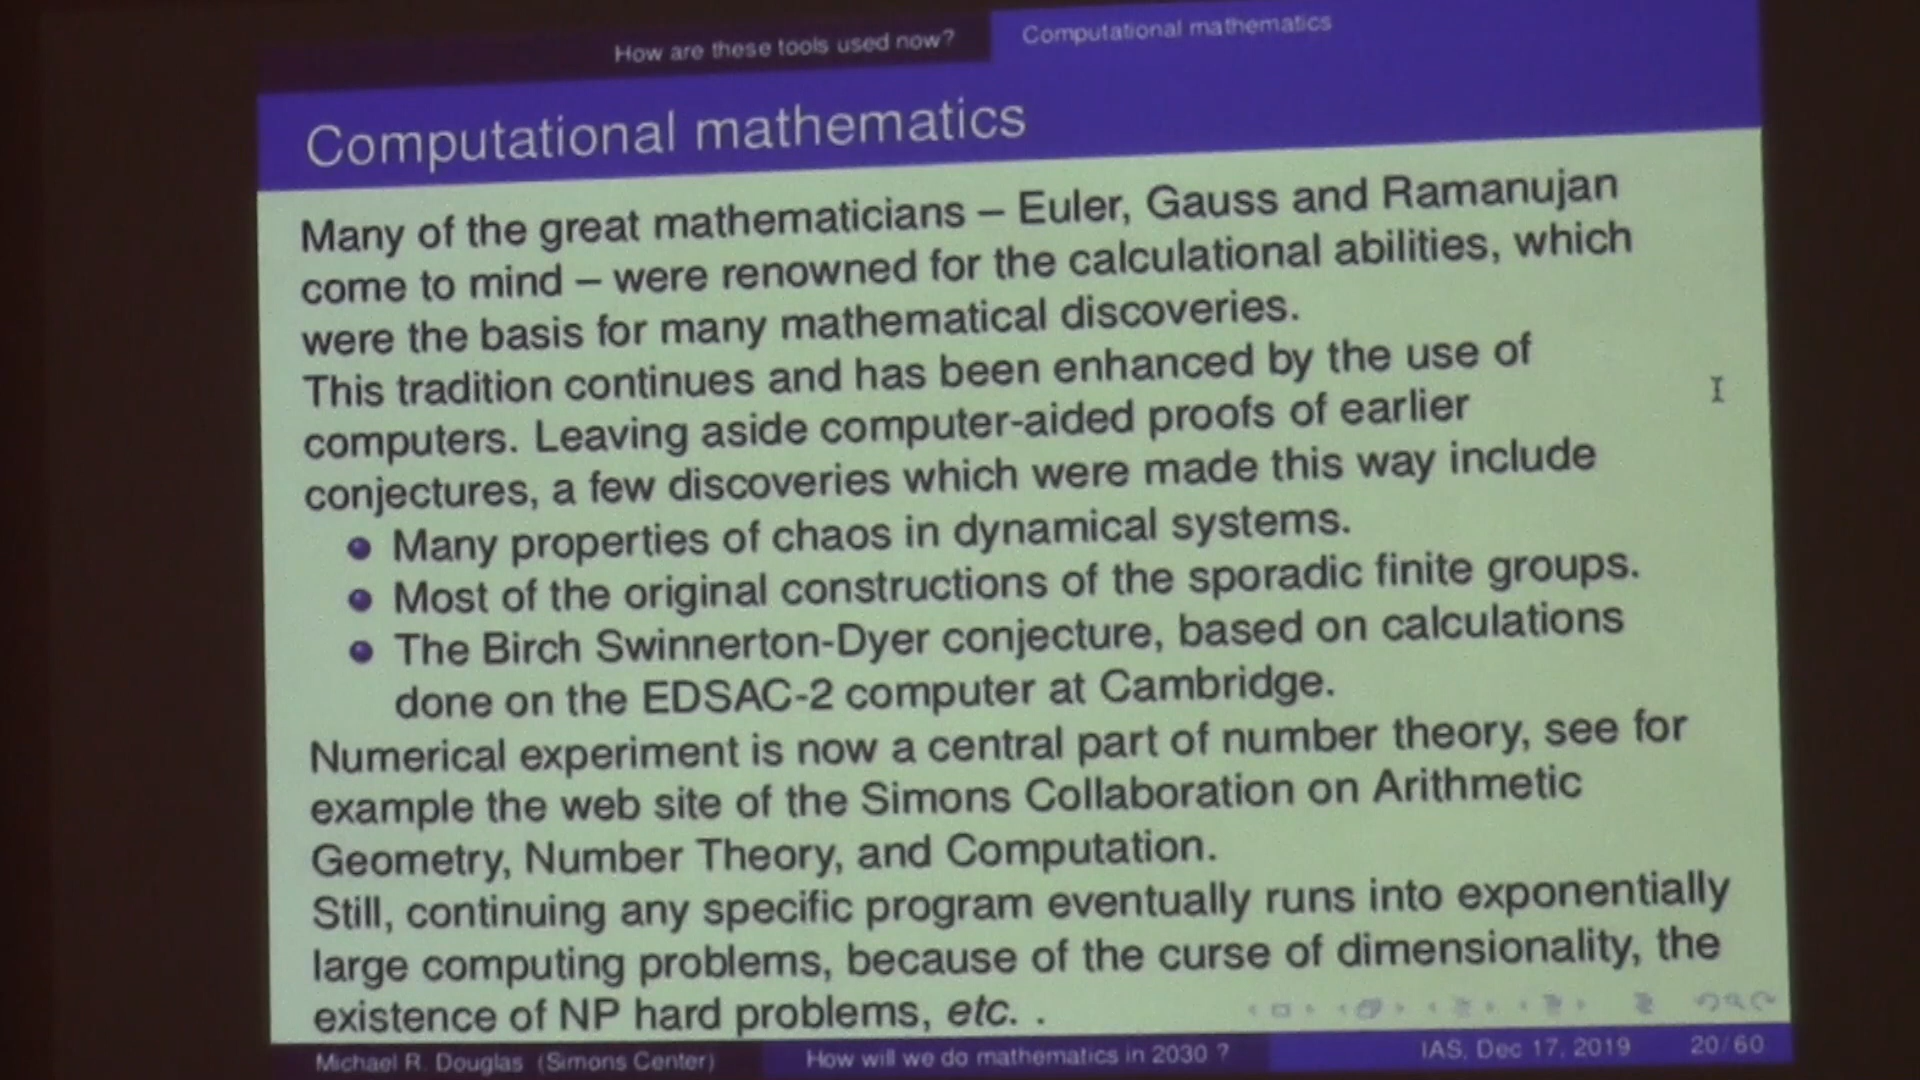 How are these tools used now? Computational mathematics
Computational mathematics
Many of the great mathematicians – Euler, Gauss and Ramanujan
come to mind – were renowned for the calculational abilities, which
were the basis for many mathematical discoveries.
This tradition continues and has been enhanced by the use of
computers. Leaving aside computer-aided proofs of earlier
conjectures, a few discoveries which were made this way include
Many properties of chaos in dynamical systems.
Most of the original constructions of the sporadic finite groups.
The Birch Swinnerton-Dyer conjecture, based on calculations
done on the EDSAC-2 computer at Cambridge.
Numerical experiment is now a central part of number theory, see for
example the web site of the Simons Collaboration on Arithmetic
Geometry, Number Theory, and Computation.
Still, continuing any specific program eventually runs into exponentially
large computing problems, because of the curse of dimensionality, the
existence of NP hard problems, etc. .
Michael R. Douglas (Simons Center) How will we do mathematics in 2030 ? IAS, Dec 17, 2019 20/60